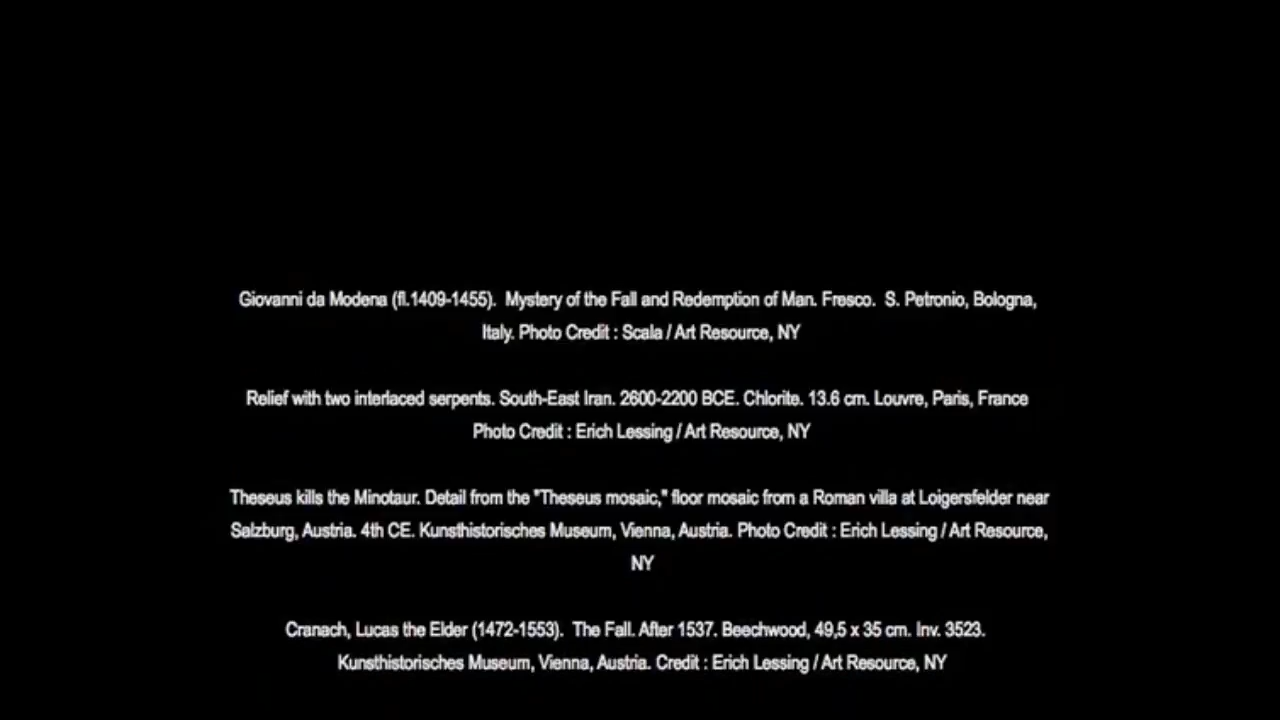 Giovanni da Modena (fl.1409-1455).  Mystery of the Fall and Redemption of Man. Fresco.  S. Petronio, Bologna,
Italy. Photo Credit : Scala / Art Resource, NY
Relief with two interlaced serpents. South-East Iran. 2600-2200 BCE. Chlorite. 13.6 cm. Louvre, Paris, France
Photo Credit : Erich Lessing / Art Resource, NY
Theseus kills the Minotaur. Detail from the "Theseus mosaic," floor mosaic from a Roman villa at Loigersfelder near
Salzburg, Austria. 4th CE. Kunsthistorisches Museum, Vienna, Austria. Photo Credit : Erich Lessing / Art Resource,
NY
Cranach, Lucas the Elder (1472-1553).  The Fall. After 1537. Beechwood, 49,5 x 35 cm. Inv. 3523.
Kunsthistorisches Museum, Vienna, Austria. Credit : Erich Lessing / Art Resource, NY